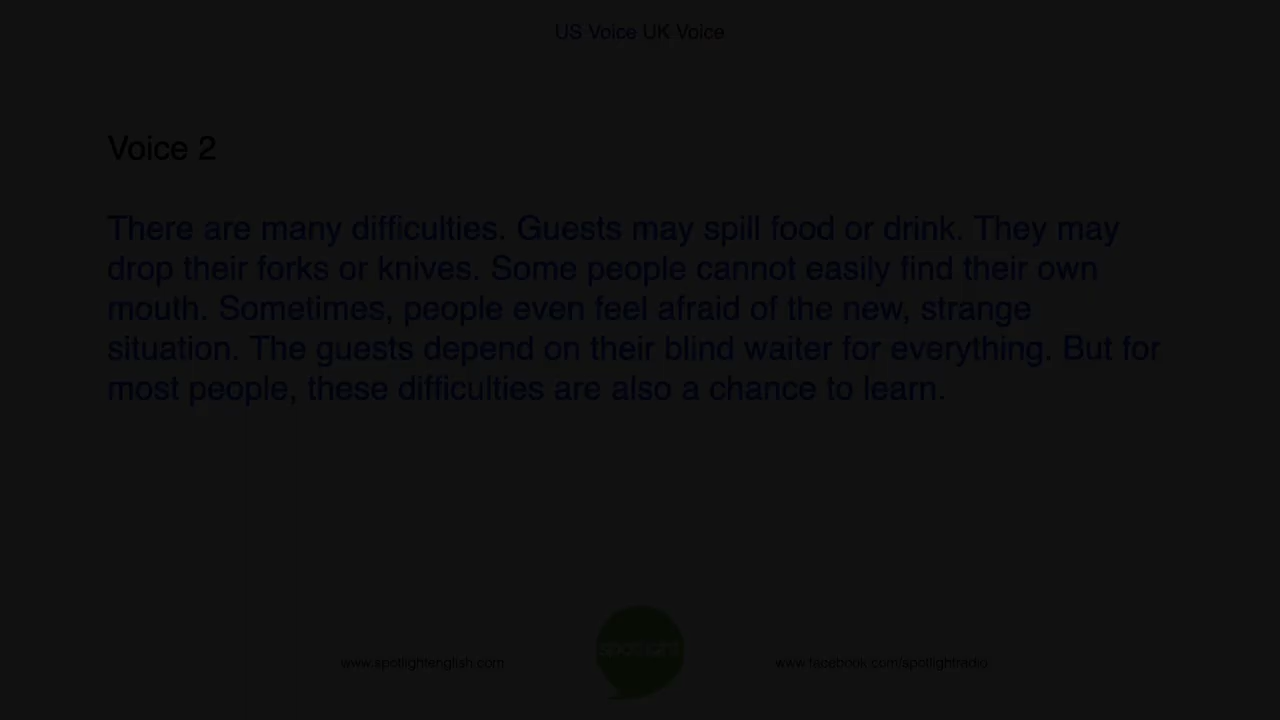 US Voice UK Voice
Voice 2
There are many difficulties. Guests may spill food or drink. They may
drop their forks or knives. Some people cannot easily find their own
mouth. Sometimes, people even feel afraid of the new, strange
situation. The guests depend on their blind waiter for everything. But for
most people, these difficulties are also a chance to learn.
spotlight
www.spotlightenglish.com
www.facebook.com/spotlightradio